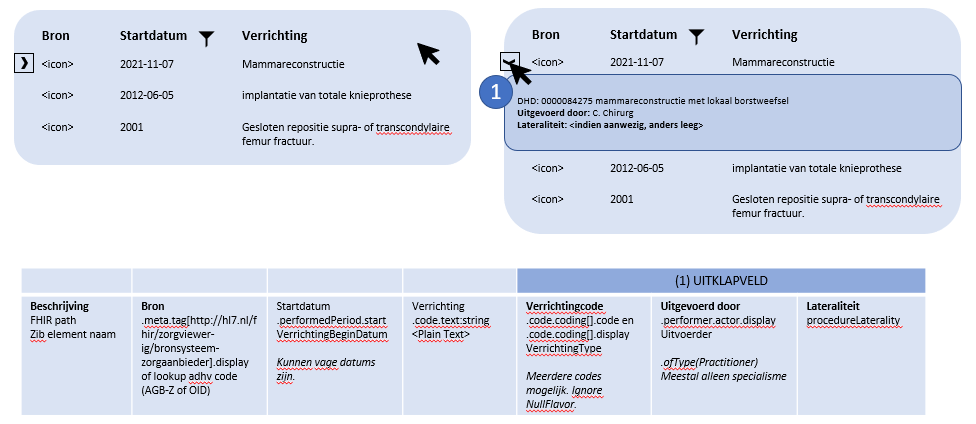 Bron Startdatum Verrichting
<icon> 2021-11-07 Mammareconstructie
<icon> 2012-06-05 implantatie van totale knieprothese
<icon> 2001 Gesloten repositie supra- of transcondylaire
femur fractuur.
Bron Startdatum Verrichting
<icon> 2021-11-07 Mammareconstructie
1
DHD: 0000084275 mammareconstructie met lokaal borstweefsel
Uitgevoerd door: C. Chirurg
Lateraliteit: <indien aanwezig, anders leeg>
<icon> 2012-06-05 implantatie van totale knieprothese
<icon> 2001 Gesloten repositie supra- of transcondylaire
femur fractuur.
(1) UITKLAPVELD
Beschrijving
FHIR path
Zib element naam
Bron
.meta.tag[http://hl7.nl/f
hir/zorgviewer-
ig/bronsysteem-
zorgaanbieder].display
of lookup adhv code
(AGB-Z of OID)
Startdatum
.performedPeriod.start
VerrichtingBeginDatum
Kunnen vage datums
zijn.
Verrichting
.code.text:string
<Plain Text>
Verrichtingcode
.code.coding[].code en
.code.coding[].display
VerrichtingType
Meerdere codes
mogelijk. Ignore
NullFlavor.
Uitgevoerd door
.performer.actor.display
Uitvoerder
.ofType(Practitioner)
Meestal alleen specialisme
Lateraliteit
procedureLaterality